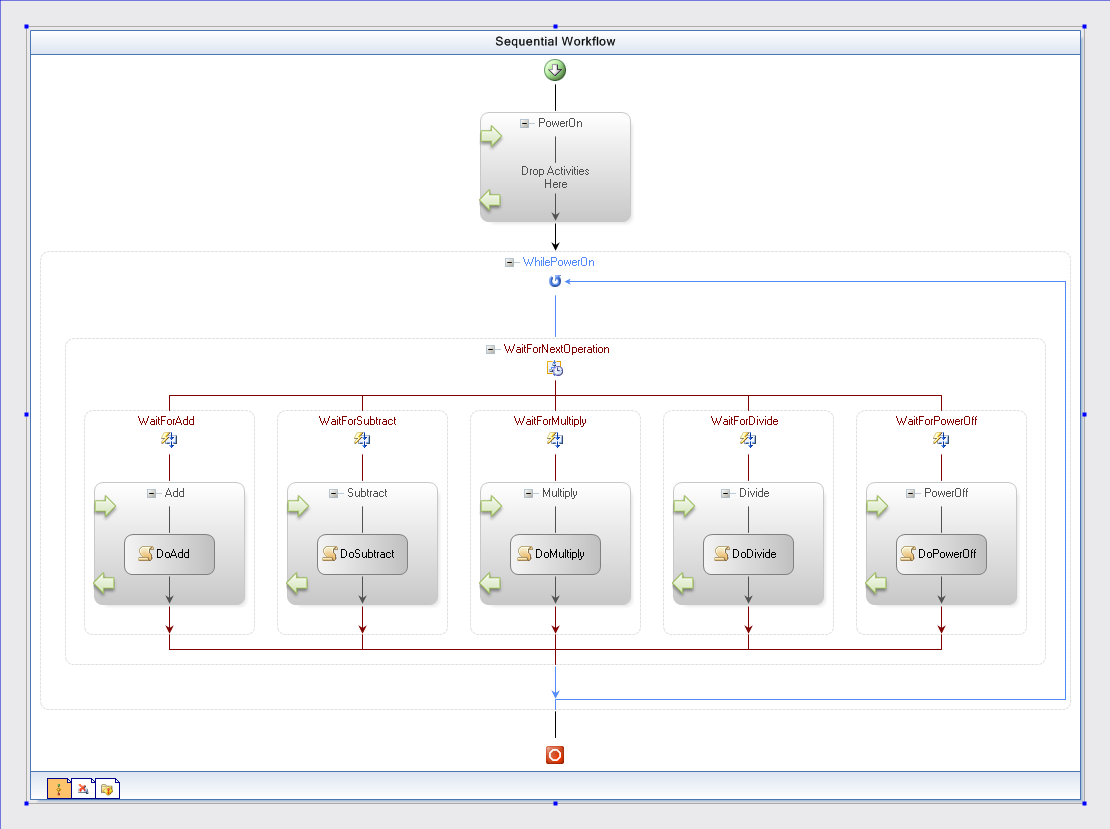 Sequential Workflow
PowerOn
Drop Activities
Here
WhilePowerOn
WaitForNextOperation
WaitForAdd
WaitForSubtract
WaitForMultiply
WaitForDivide
WaitForPowerOff
Add
Subtract
Multiply
Divide
PowerOff
DoAdd
DoSubtract
DoMultiply
DoDivide
DoPowerOff